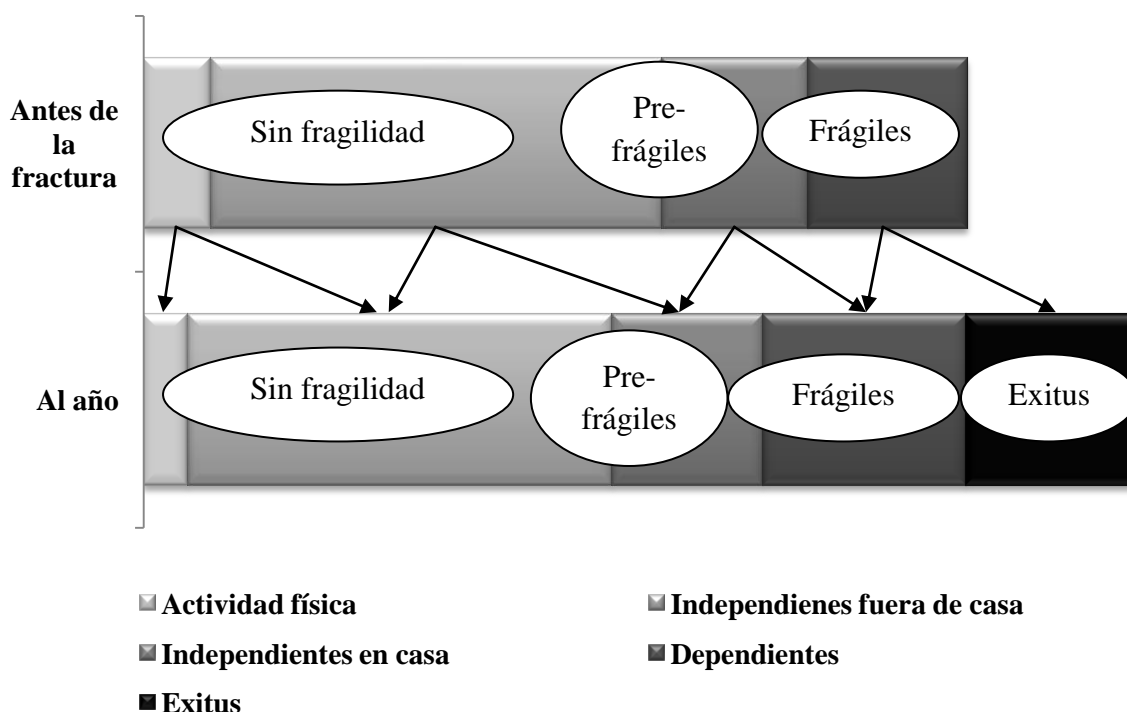 Antes de
la
fractura
Sin fragilidad
Pre-
frágiles
Frágiles
Al año
Sin fragilidad
Pre-
frágiles
Frágiles
Exitus
Actividad física
Independienes fuera de casa
Independientes en casa
Dependientes
Exitus